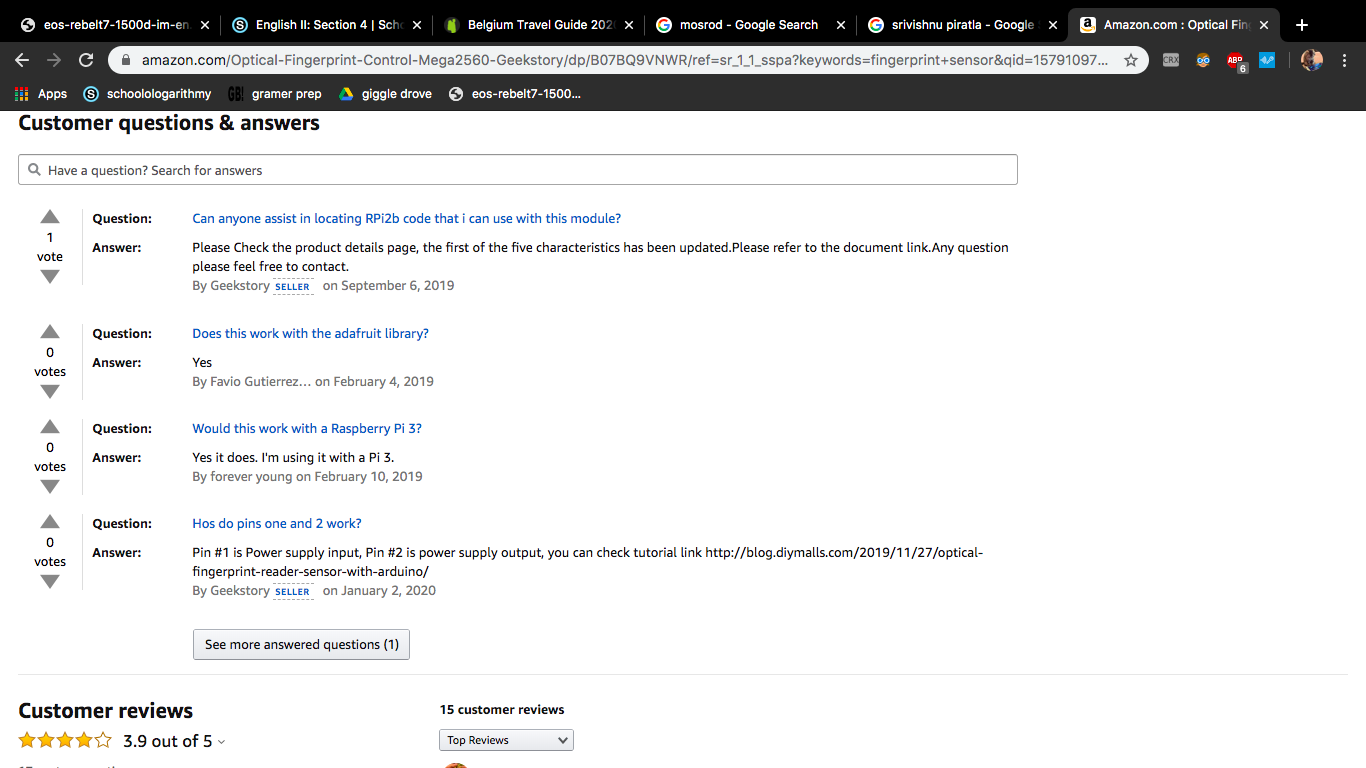 eos-rebelt7-1500d-im-en.
English II: Section 4 | Scho
Belgium Travel Guide 202
mosrod - Google Search
srivishnu piratla - Google
Amazon.com : Optical Fin
amazon.com/Optical-Fingerprint-Control-Mega2560-Geekstory/dp/B07BQ9VNWR/ref=sr_1_1_sspa?keywords=fingerprint+sensor&qid=15791097...
CRX
ABP
6
Apps
schoolologarithmy
GB!
gramer prep
giggle drove
eos-rebelt7-1500...
Customer questions & answers
Have a question? Search for answers
1
vote
Question:
Can anyone assist in locating RPi2b code that i can use with this module?
Answer:
Please Check the product details page, the first of the five characteristics has been updated.Please refer to the document link.Any question
please feel free to contact.
By Geekstory SELLER on September 6, 2019
0
votes
Question:
Does this work with the adafruit library?
Answer:
Yes
By Favio Gutierrez... on February 4, 2019
0
votes
Question:
Would this work with a Raspberry Pi 3?
Answer:
Yes it does. I'm using it with a Pi 3.
By forever young on February 10, 2019
0
votes
Question:
Hos do pins one and 2 work?
Answer:
Pin #1 is Power supply input, Pin #2 is power supply output, you can check tutorial link http://blog.diymalls.com/2019/11/27/optical-
fingerprint-reader-sensor-with-arduino/
By Geekstory SELLER on January 2, 2020
See more answered questions (1)
Customer reviews
3.9 out of 5
15 customer reviews
Top Reviews